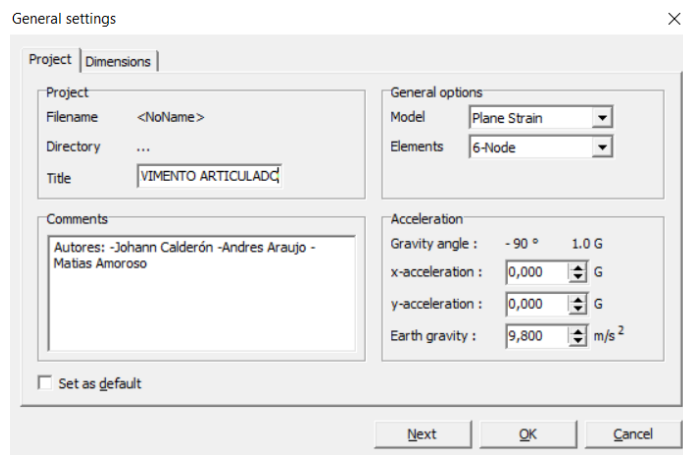 General settings
Project
Dimensions
Project
Filename <NoName>
Directory ...
Title VIMENTO ARTICULADO
Comments
Autores: -Johann Calderón -Andres Araujo -
Matias Amoroso
General options
Model Plane Strain
Elements 6-Node
Acceleration
Gravity angle : - 90 ° 1.0 G
x-acceleration : 0,000 G
y-acceleration : 0,000 G
Earth gravity : 9,800 m/s 2
Set as default
Next
OK
Cancel